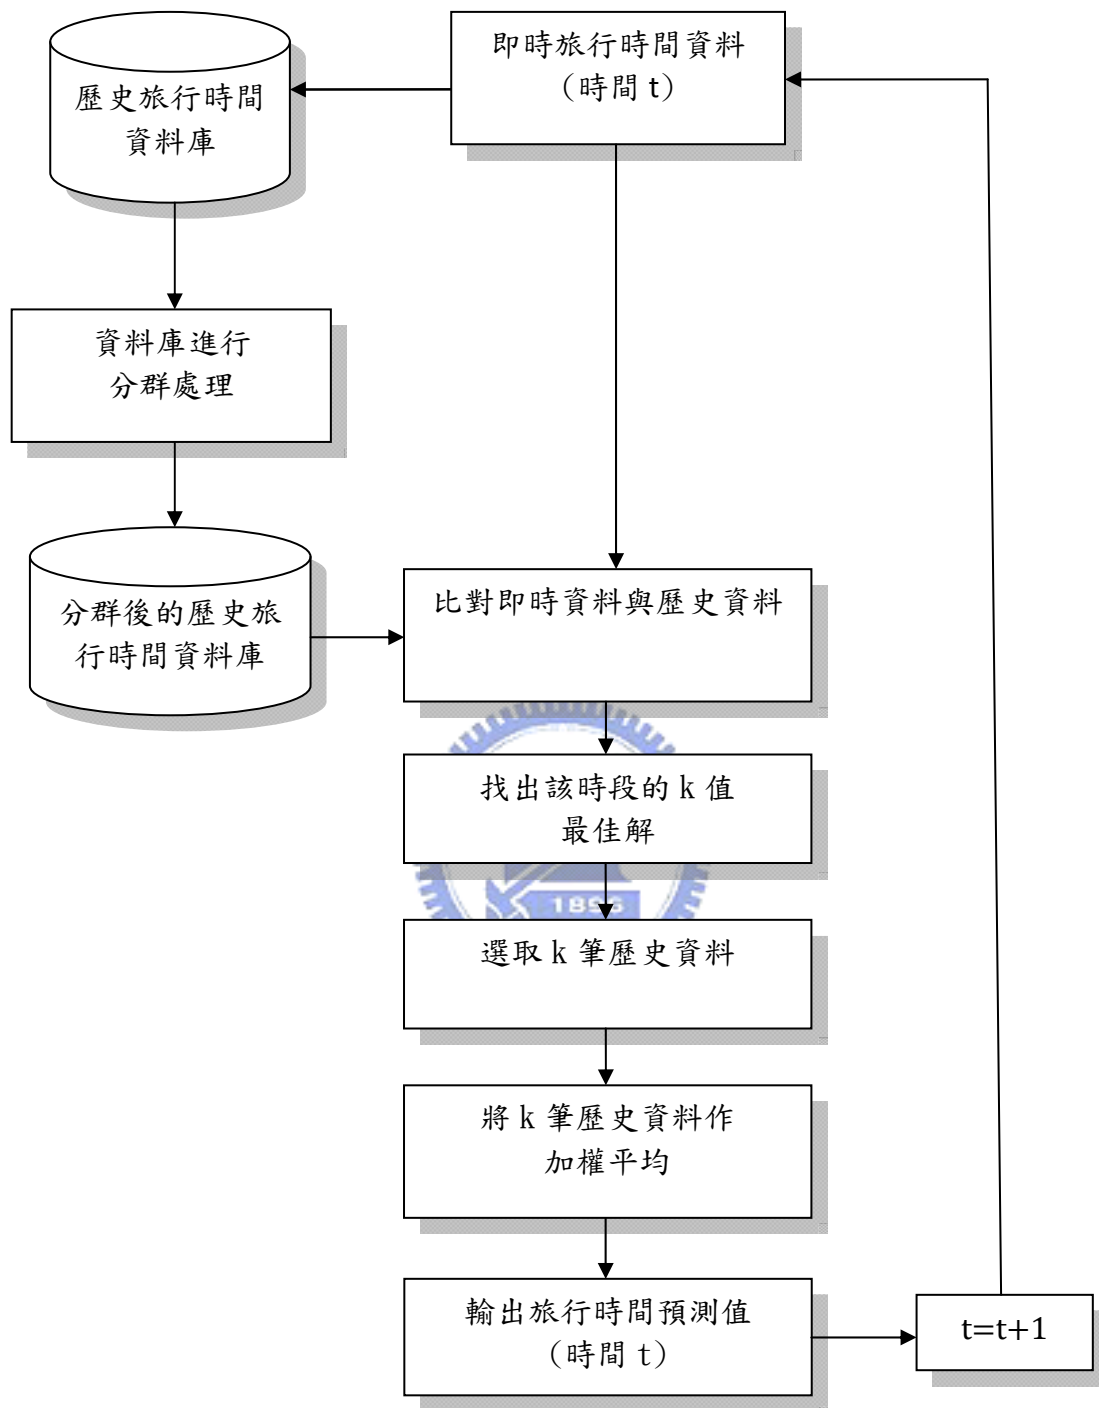 即時旅行時間資料
（時間 t）
歷史旅行時間
資料庫
資料庫進行
分群處理
分群後的歷史旅
行時間資料庫
比對即時資料與歷史資料
找出該時段的 k 值
最佳解
1896
選取 k 筆歷史資料
將 k 筆歷史資料作
加權平均
輸出旅行時間預測值
（時間 t）
t=t+1